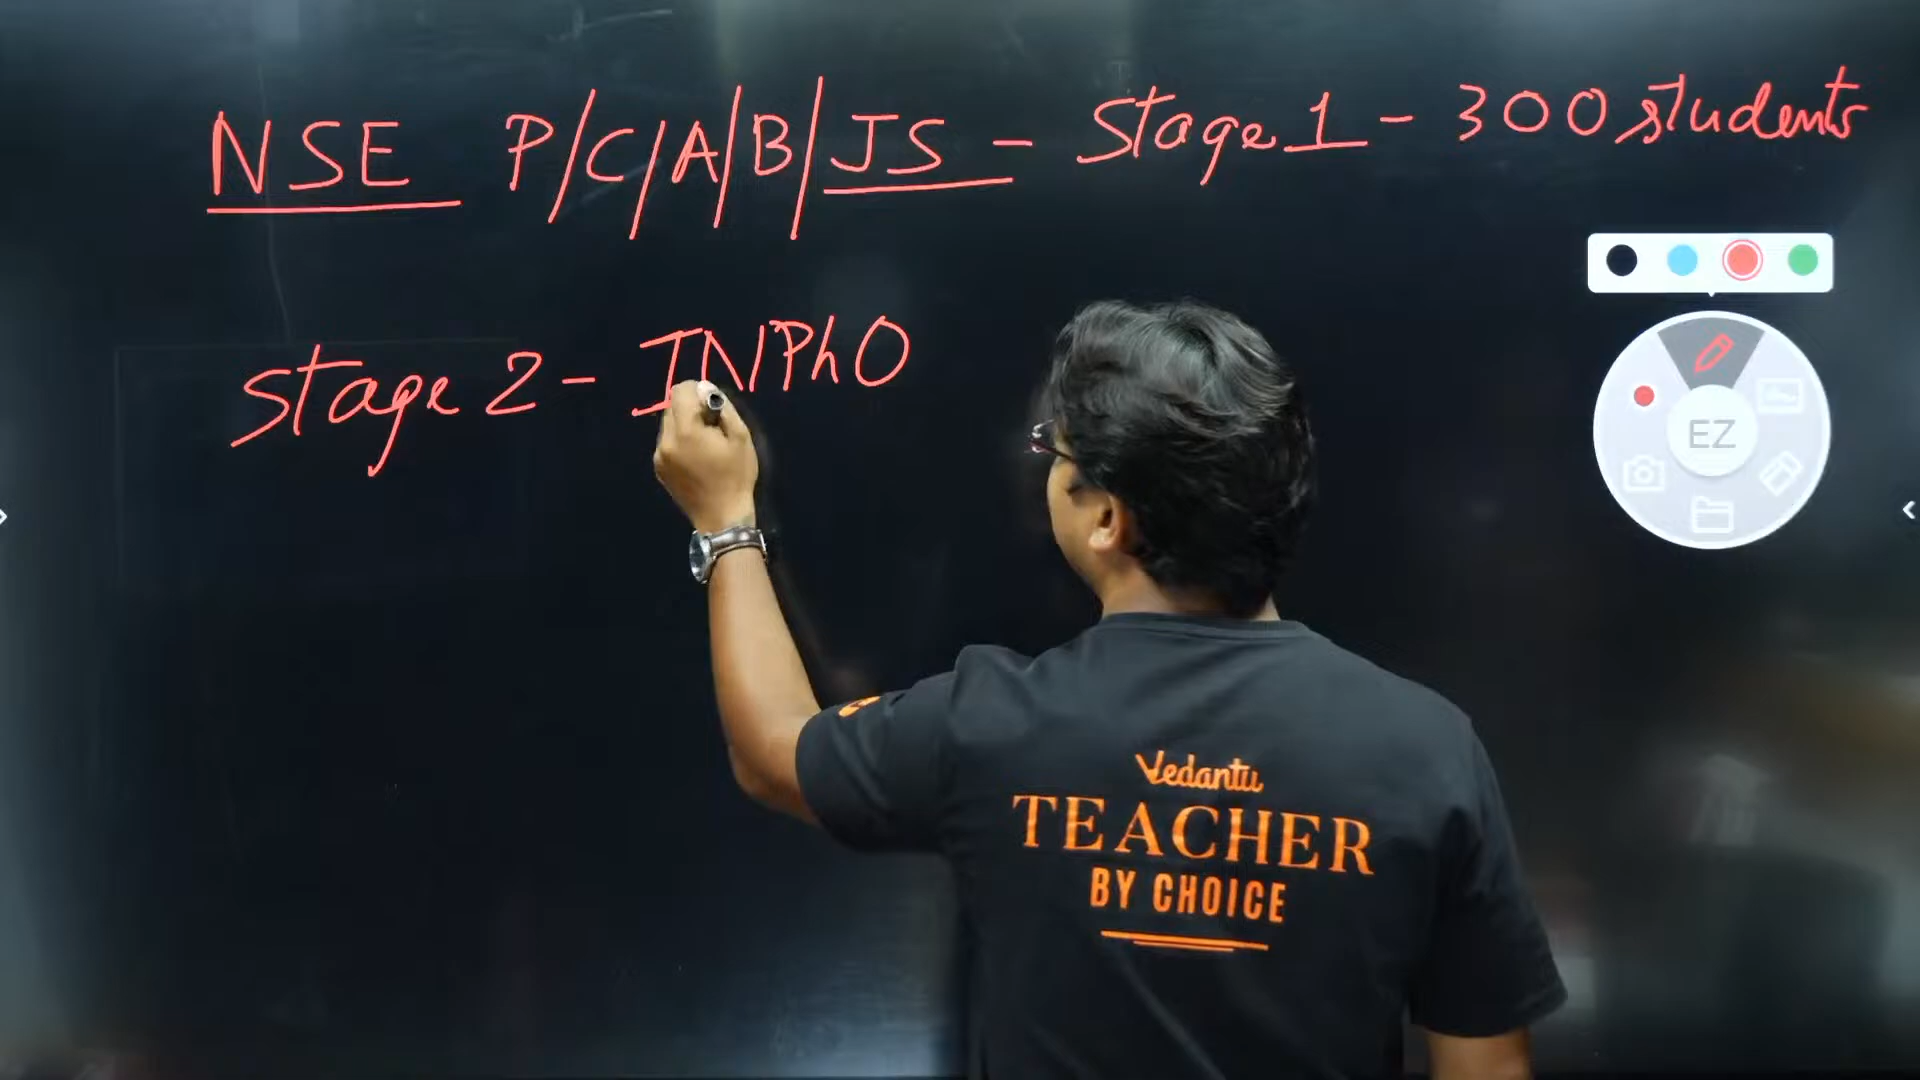 NSE P/C/A/B/JS - Stage 1 - 300 students
Stage 2 - INPhO
EZ
Vedantu
TEACHER
BY CHOICE